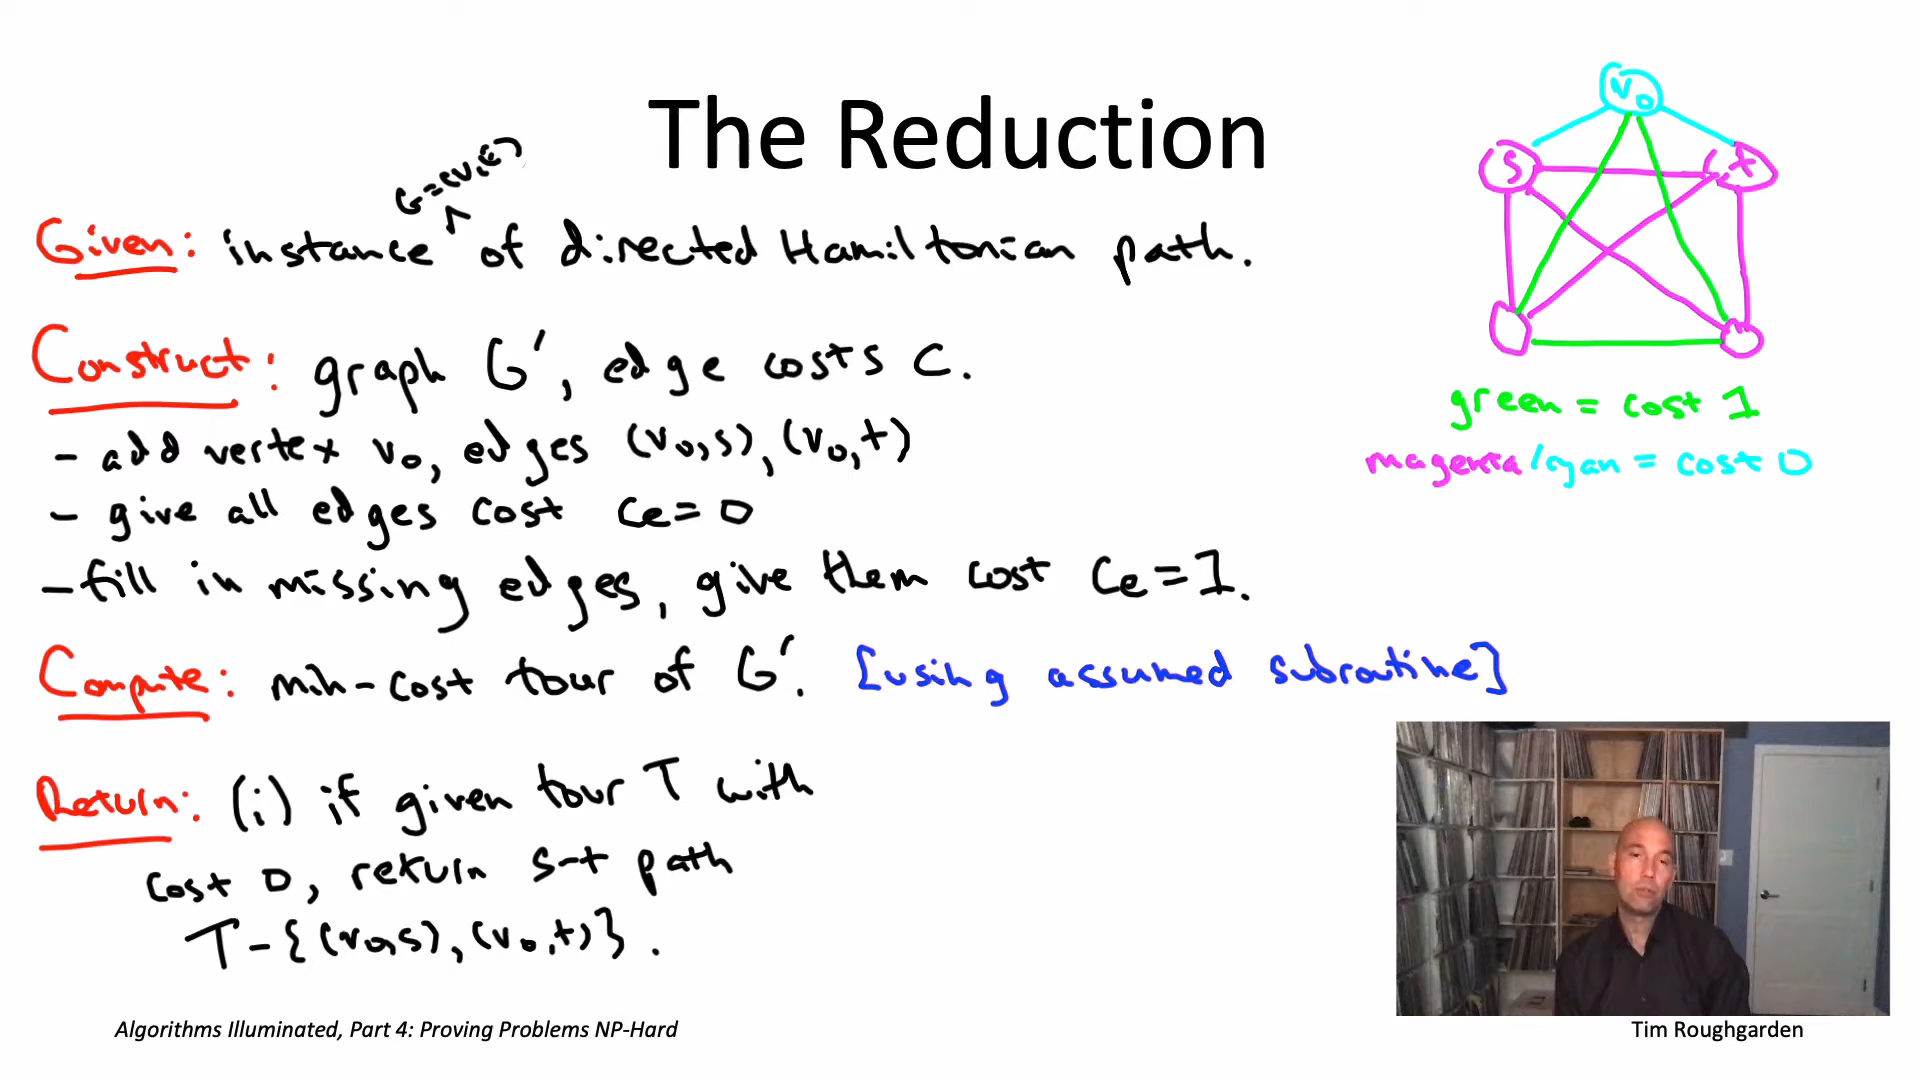 The Reduction
G=(V,E)
Given: instance ^ of directed Hamiltonian path.
Construct: graph G', edge costs c.
- add vertex v0, edges (v0,s), (v0,t)
- give all edges cost ce=0
- fill in missing edges, give them cost ce=1.
Compute: min-cost tour of G'. [using assumed subroutine]
Return: (i) if given tour T with
cost 0, return s-t path
T-{(v0,s), (v0,t)}.
v0
s
t
green = cost 1
magenta/cyan = cost 0
Algorithms Illuminated, Part 4: Proving Problems NP-Hard
Tim Roughgarden